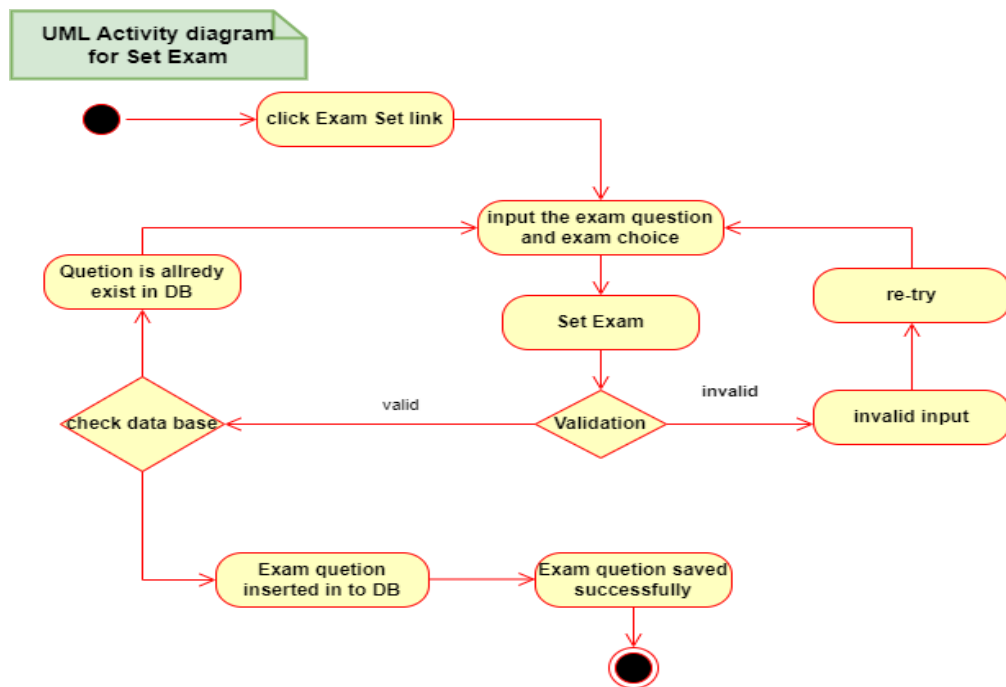 UML Activity diagram
for Set Exam
click Exam Set link
input the exam question
and exam choice
Quetion is allredy
exist in DB
re-try
Set Exam
valid
invalid
check data base
Validation
invalid input
Exam quetion
inserted in to DB
Exam quetion saved
successfully